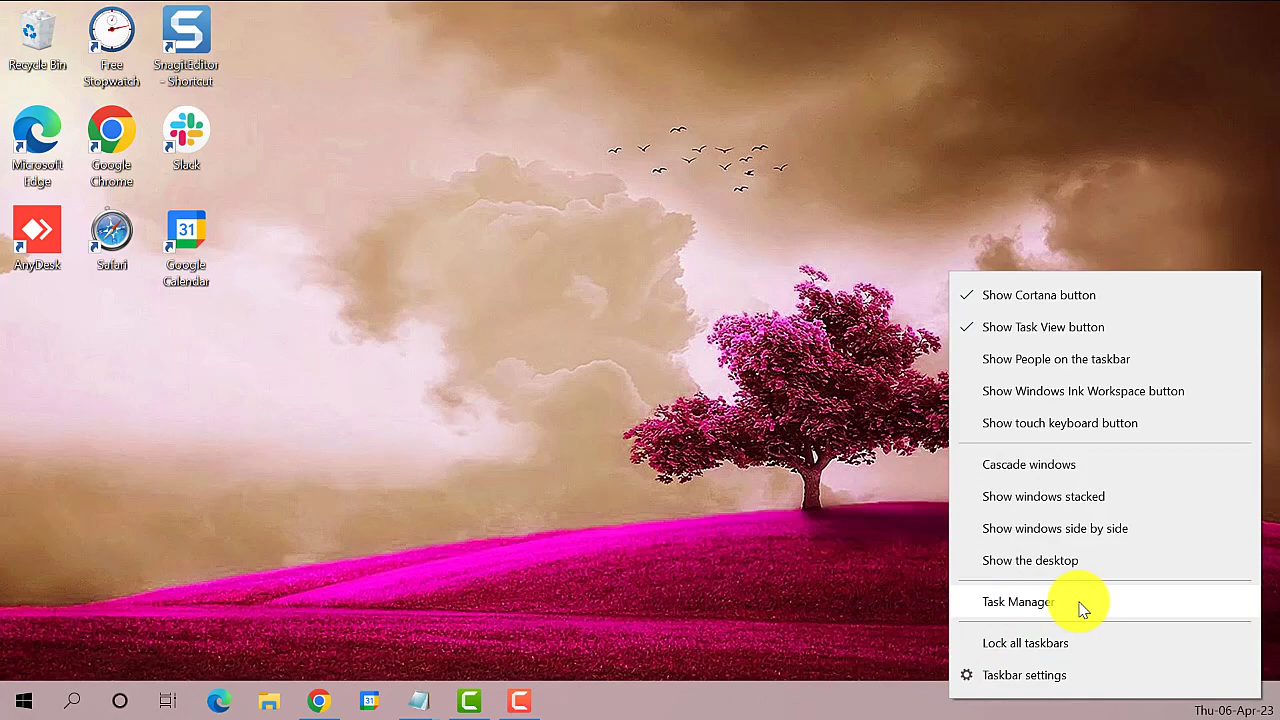 Recycle Bin
Free
Stopwatch
SnagitEditor
- Shortcut
Microsoft
Edge
Google
Chrome
Slack
AnyDesk
Safari
31
Google
Calendar
Show Cortana button
Show Task View button
Show People on the taskbar
Show Windows Ink Workspace button
Show touch keyboard button
Cascade windows
Show windows stacked
Show windows side by side
Show the desktop
Task Manager
Lock all taskbars
Taskbar settings
31
Thu-06-Apr-23